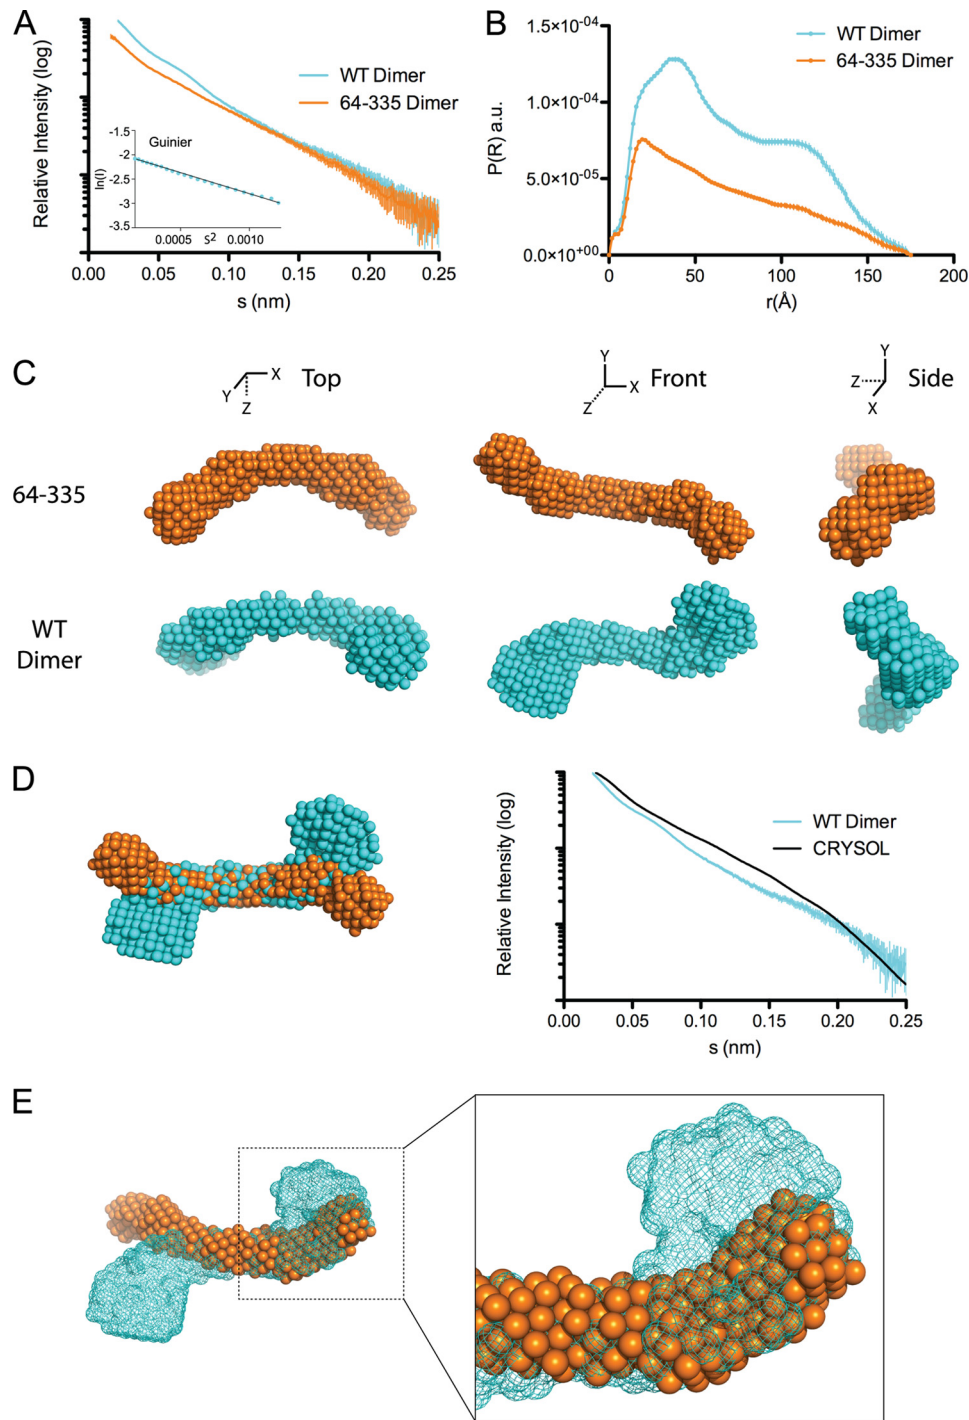 A
Relative Intensity (log)
WT Dimer
64-335 Dimer
Guinier
ln(I)
-1.5
-2
-2.5
-3
-3.5
0.0005
s²
0.0010
0.00
0.05
0.10
0.15
0.20
0.25
s (nm)
B
P(R) a.u.
1.5×10⁻⁰⁴
1.0×10⁻⁰⁴
5.0×10⁻⁰⁵
0.0×10⁺⁰⁰
WT Dimer
64-335 Dimer
0
50
100
150
200
r(Å)
C
Y
X
Z
Top
Y
X
Z
Front
Y
Z
X
Side
64-335
WT
Dimer
D
Relative Intensity (log)
WT Dimer
CRYSOL
0.00
0.05
0.10
0.15
0.20
0.25
s (nm)
E